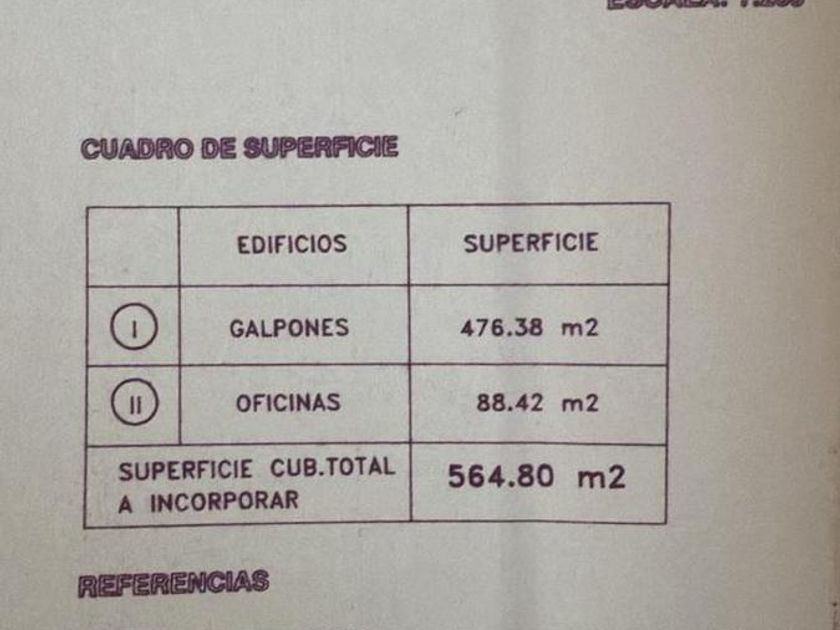 CUADRO DE SUPERFICIE
EDIFICIOS SUPERFICIE
I GALPONES 476.38 m2
II OFICINAS 88.42 m2
SUPERFICIE CUB.TOTAL
A INCORPORAR
564.80 m2
REFERENCIAS